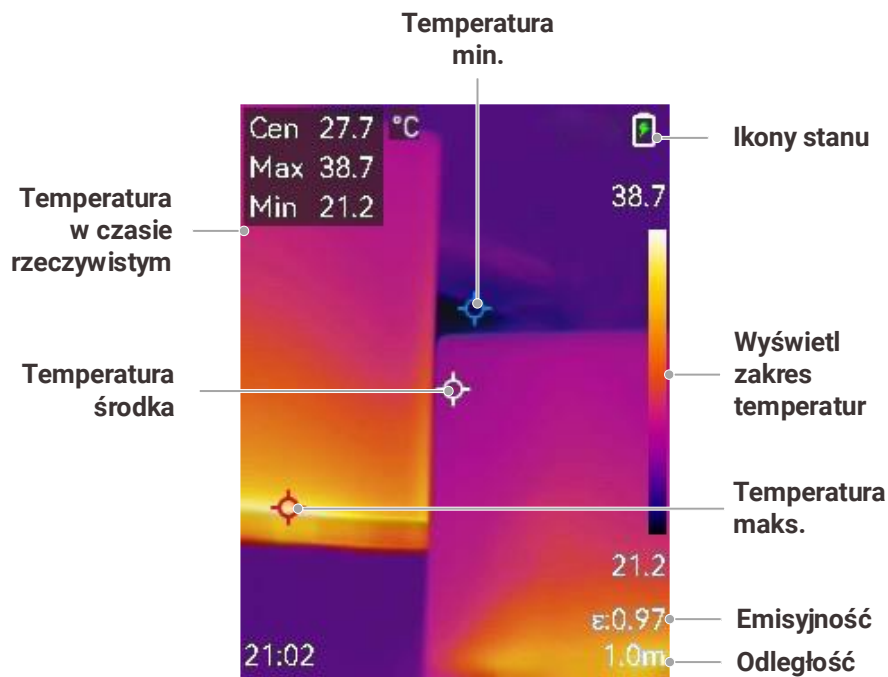 Temperatura
min.
Cen 27.7 °C
Max 38.7
Min 21.2
Ikony stanu
38.7
Temperatura
w czasie
rzeczywistym
Wyświetl
zakres
temperatur
Temperatura
środka
Temperatura
maks.
21.2
ε:0.97
Emisyjność
21:02
1.0m
Odległość